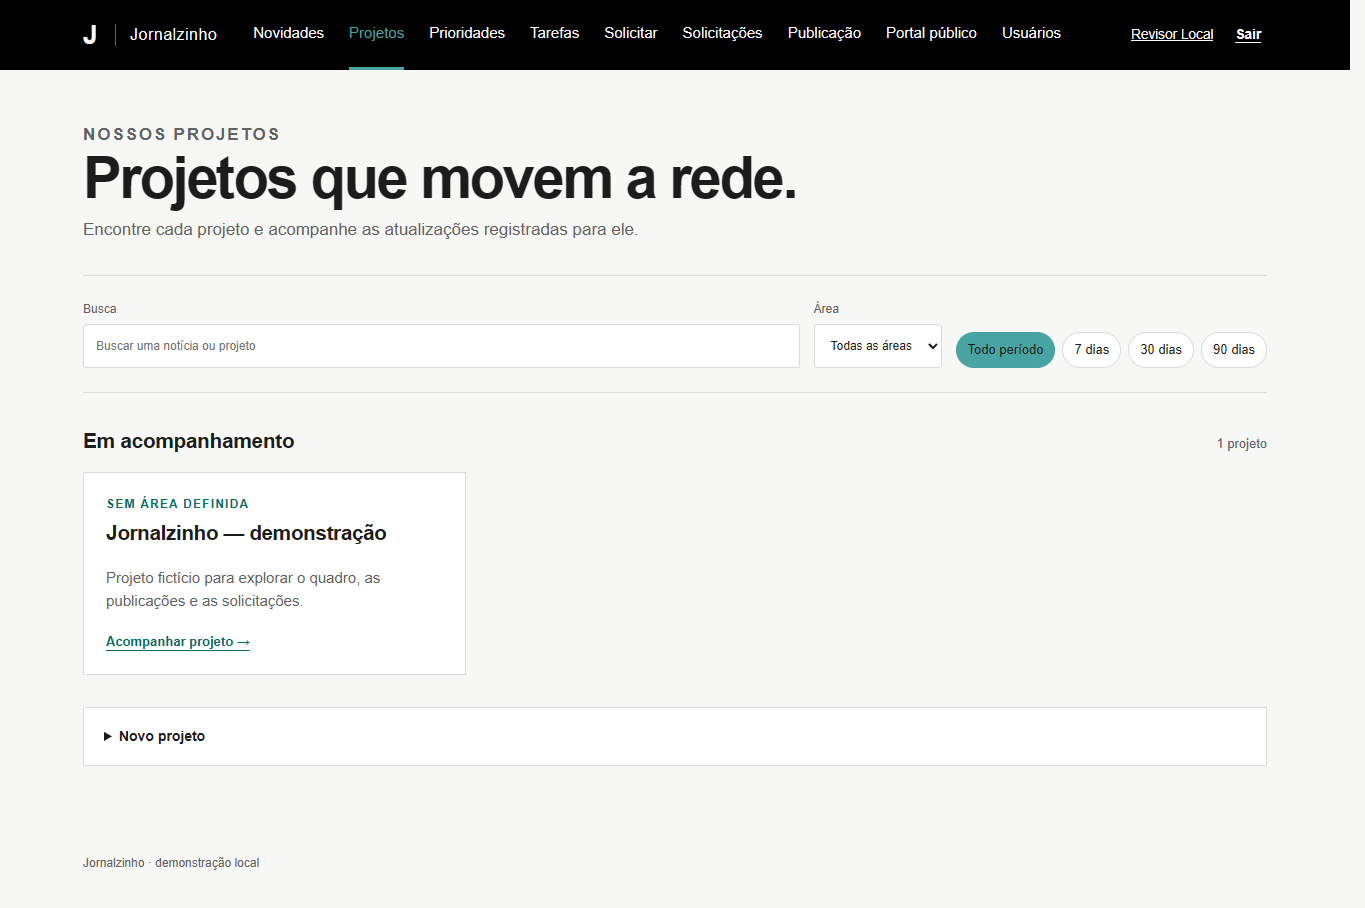 J Jornalzinho Novidades Projetos Prioridades Tarefas Solicitar Solicitações Publicação Portal público Usuários Revisor Local Sair
NOSSOS PROJETOS
Projetos que movem a rede.
Encontre cada projeto e acompanhe as atualizações registradas para ele.
Busca Área
Buscar uma notícia ou projeto Todas as áreas Todo período 7 dias 30 dias 90 dias
Em acompanhamento 1 projeto
SEM ÁREA DEFINIDA
Jornalzinho — demonstração
Projeto fictício para explorar o quadro, as
publicações e as solicitações.
Acompanhar projeto →
▶ Novo projeto
Jornalzinho · demonstração local